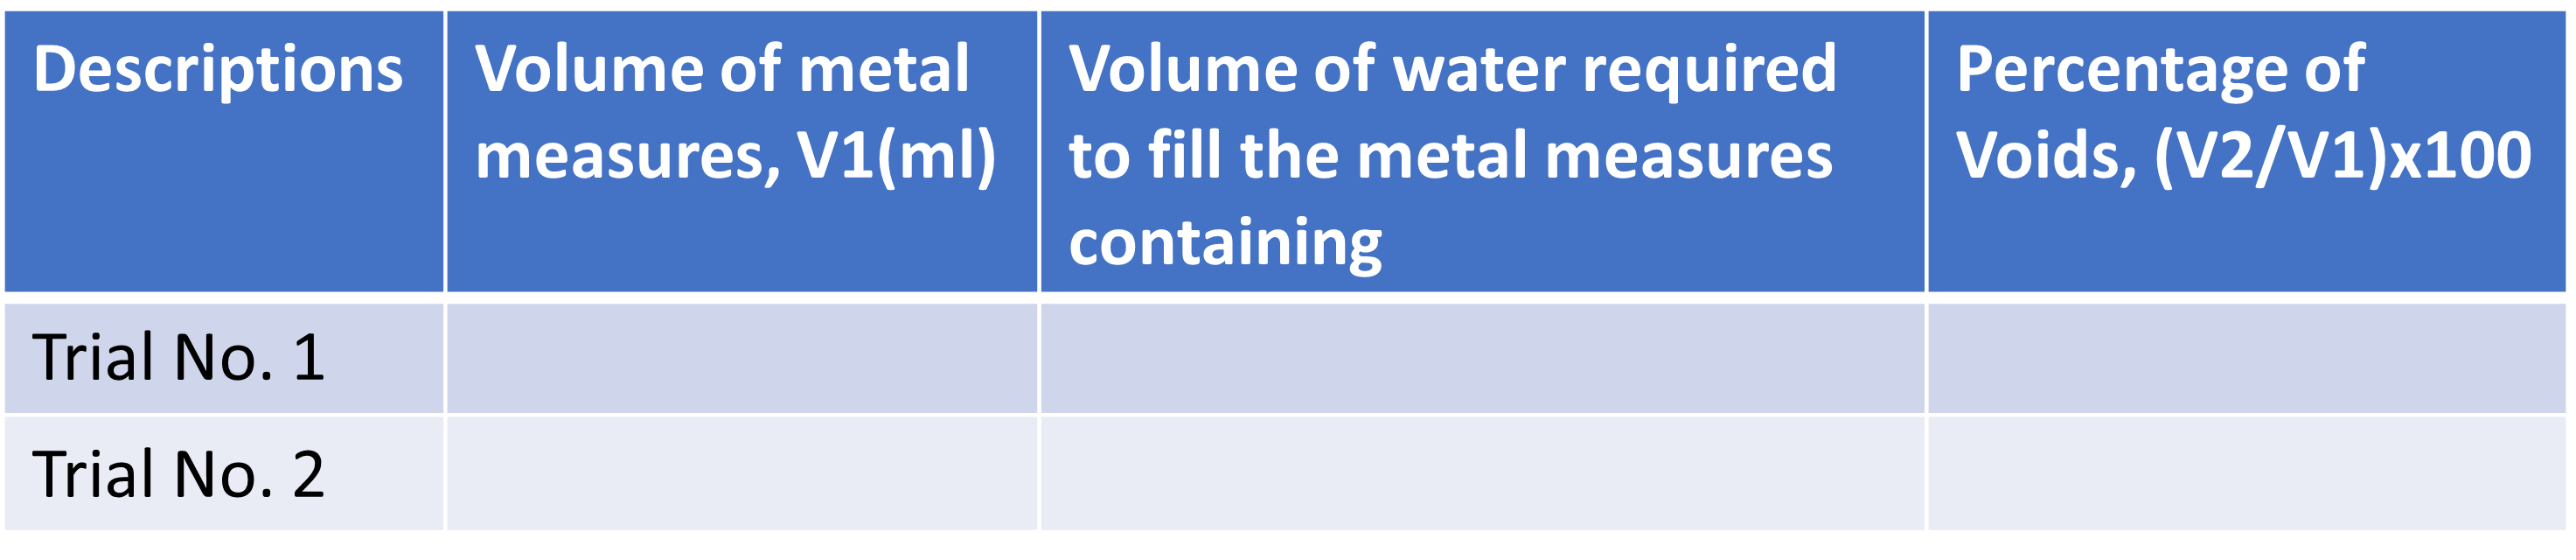 Descriptions
Volume of metal
measures, V1(ml)
Volume of water required
to fill the metal measures
containing
Percentage of
Voids, (V2/V1)x100
Trial No. 1
Trial No. 2